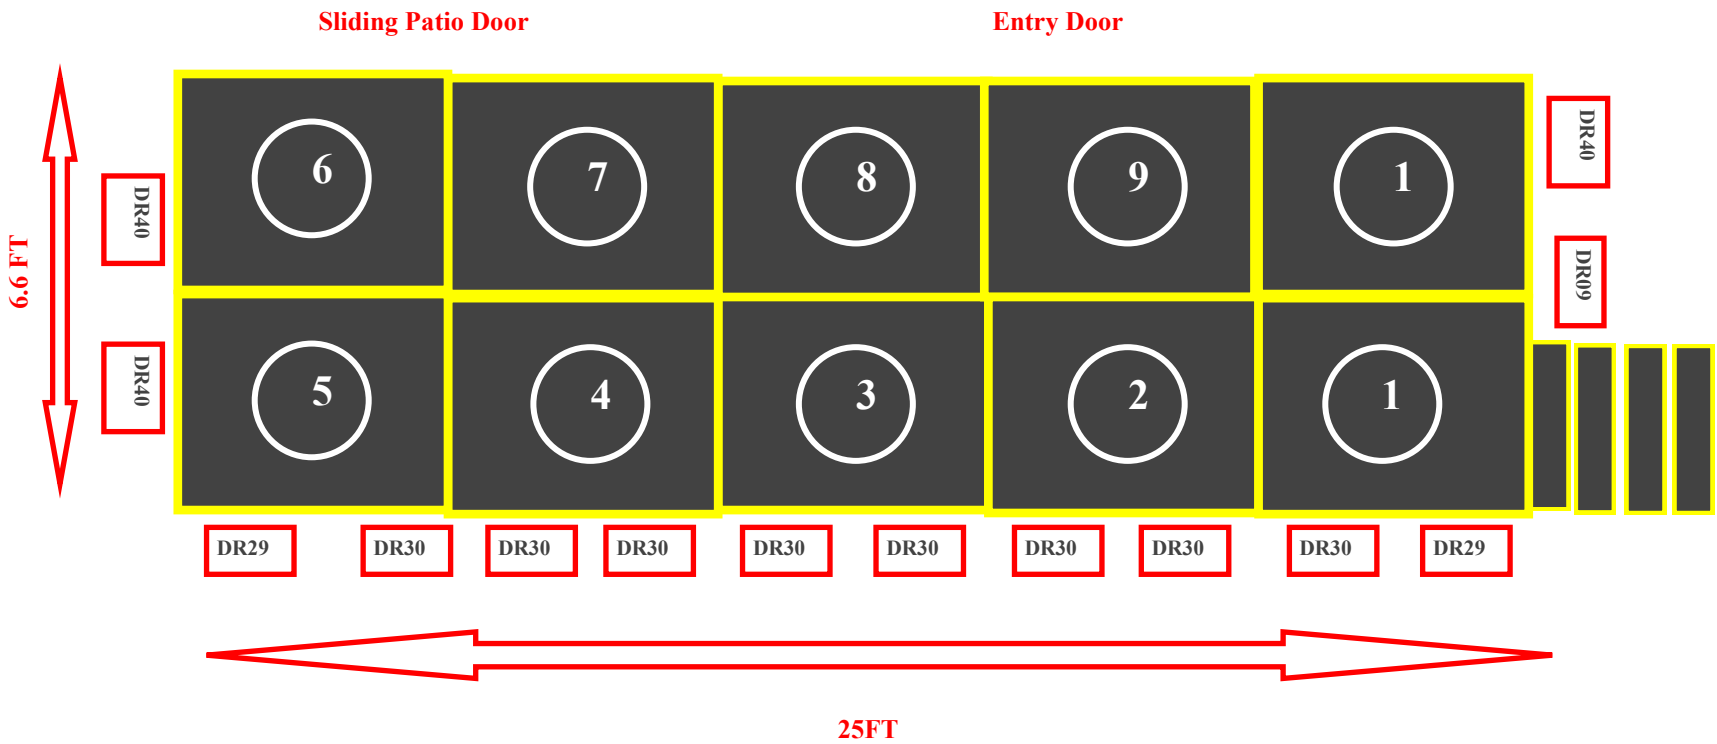 Sliding Patio Door
Entry Door
6 7 8 9 1
DR40
DR40
6.6 FT
DR09
5 4 3 2 1
DR40
DR29 DR30 DR30 DR30 DR30 DR30 DR30 DR30 DR30 DR29
25FT